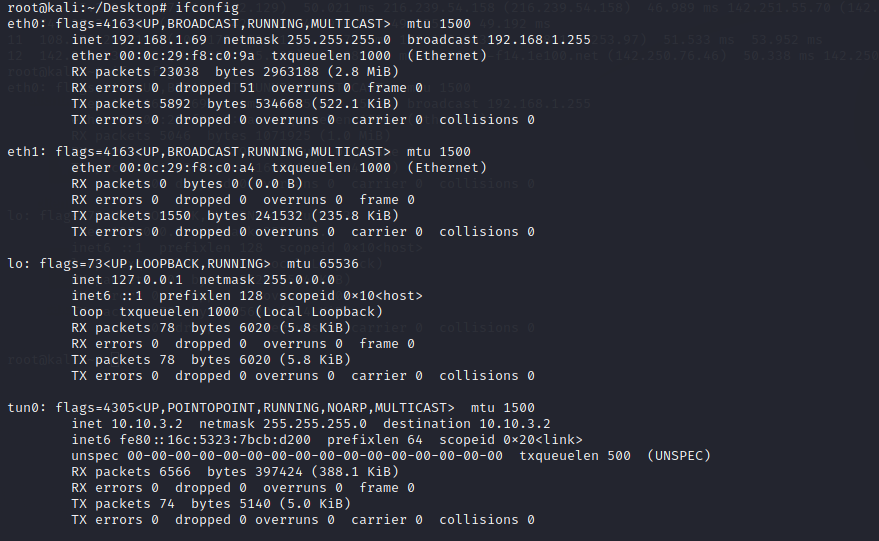 root@kali:~/Desktop# ifconfig
eth0: flags=4163<UP,BROADCAST,RUNNING,MULTICAST>  mtu 1500
        inet 192.168.1.69  netmask 255.255.255.0  broadcast 192.168.1.255
        ether 00:0c:29:f8:c0:9a  txqueuelen 1000  (Ethernet)
        RX packets 23038  bytes 2963188 (2.8 MiB)
        RX errors 0  dropped 51  overruns 0  frame 0
        TX packets 5892  bytes 534668 (522.1 KiB)
        TX errors 0  dropped 0 overruns 0  carrier 0  collisions 0

eth1: flags=4163<UP,BROADCAST,RUNNING,MULTICAST>  mtu 1500
        ether 00:0c:29:f8:c0:a4  txqueuelen 1000  (Ethernet)
        RX packets 0  bytes 0 (0.0 B)
        RX errors 0  dropped 0  overruns 0  frame 0
        TX packets 1550  bytes 241532 (235.8 KiB)
        TX errors 0  dropped 0 overruns 0  carrier 0  collisions 0

lo: flags=73<UP,LOOPBACK,RUNNING>  mtu 65536
        inet 127.0.0.1  netmask 255.0.0.0
        inet6 ::1  prefixlen 128  scopeid 0x10<host>
        loop  txqueuelen 1000  (Local Loopback)
        RX packets 78  bytes 6020 (5.8 KiB)
        RX errors 0  dropped 0  overruns 0  frame 0
        TX packets 78  bytes 6020 (5.8 KiB)
        TX errors 0  dropped 0 overruns 0  carrier 0  collisions 0

tun0: flags=4305<UP,POINTOPOINT,RUNNING,NOARP,MULTICAST>  mtu 1500
        inet 10.10.3.2  netmask 255.255.255.0  destination 10.10.3.2
        inet6 fe80::16c:5323:7bcb:d200  prefixlen 64  scopeid 0x20<link>
        unspec 00-00-00-00-00-00-00-00-00-00-00-00-00-00-00-00  txqueuelen 500  (UNSPEC)
        RX packets 6566  bytes 397424 (388.1 KiB)
        RX errors 0  dropped 0  overruns 0  frame 0
        TX packets 74  bytes 5140 (5.0 KiB)
        TX errors 0  dropped 0 overruns 0  carrier 0  collisions 0